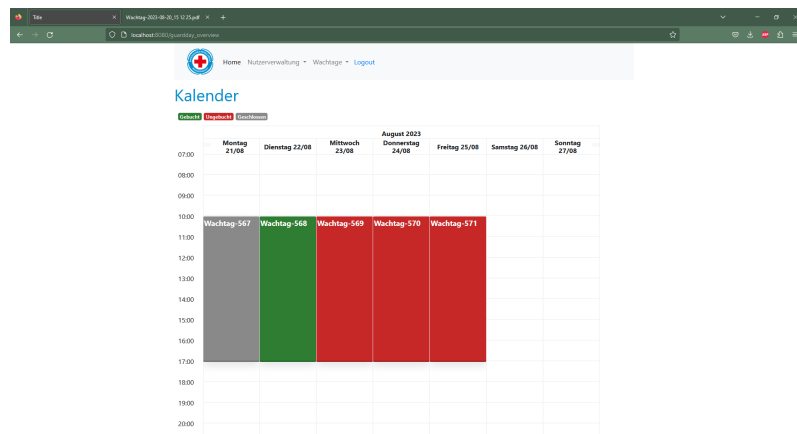 Title
Wachtag-2023-08-20_15 12 25.pdf
localhost:8080/guardday_overview
Home Nutzerverwaltung Wachtage Logout
Kalender
Gebucht Ungebucht Geschlossen
August 2023
Montag 21/08 Dienstag 22/08 Mittwoch 23/08 Donnerstag 24/08 Freitag 25/08 Samstag 26/08 Sonntag 27/08
07:00
08:00
09:00
10:00
Wachtag-567 Wachtag-568 Wachtag-569 Wachtag-570 Wachtag-571
11:00
12:00
13:00
14:00
15:00
16:00
17:00
18:00
19:00
20:00